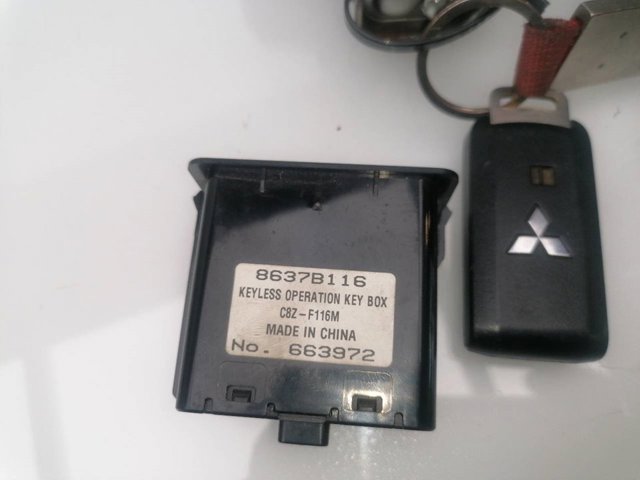 8637B116
KEYLESS OPERATION KEY BOX
C8Z-F116M
MADE IN CHINA
No. 663972